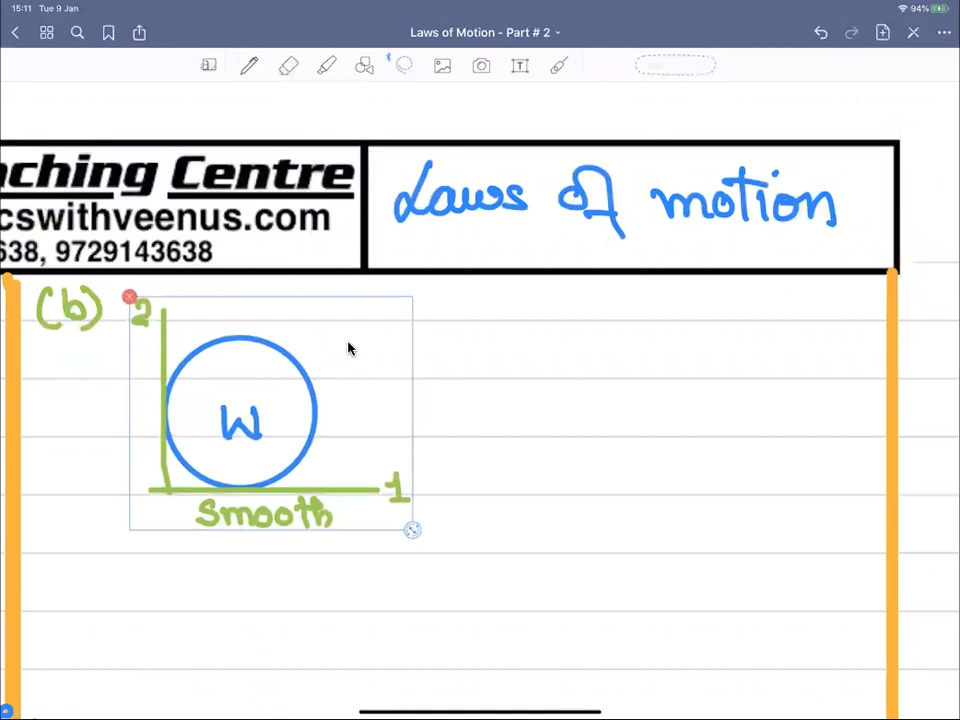 15:11 Tue 9 Jan
94%
Laws of Motion - Part # 2
aching Centre
cswithveenus.com
638, 9729143638
Laws of motion
(b)
2
W
1
Smooth